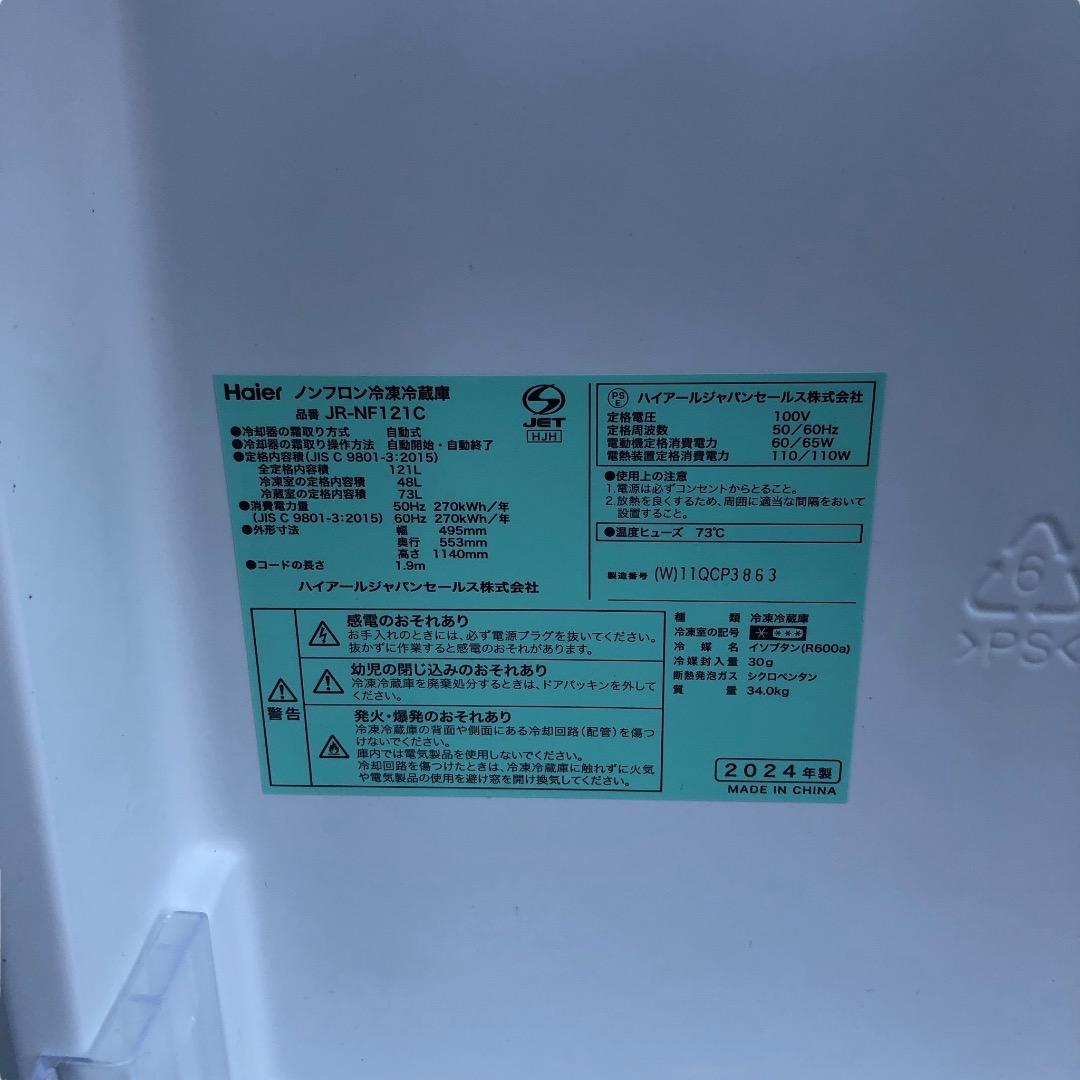 Haier ノンフロン冷凍冷蔵庫
品番 JR-NF121C
JET
HJH
●冷却器の霜取り方式 自動式
●冷却器の霜取り操作方法 自動開始・自動終了
●定格内容積(JIS C 9801-3:2015)
全定格内容積 121L
冷凍室の定格内容積 48L
冷蔵室の定格内容積 73L
●消費電力量 50Hz 270kWh/年
(JIS C 9801-3:2015) 60Hz 270kWh/年
●外形寸法 幅 495mm
奥行 553mm
高さ 1140mm
●コードの長さ 1.9m
ハイアールジャパンセールス株式会社
PSE ハイアールジャパンセールス株式会社
定格電圧 100V
定格周波数 50/60Hz
電動機定格消費電力 60/65W
電熱装置定格消費電力 110/110W
●使用上の注意
1.電源は必ずコンセントからとること。
2.放熱を良くするため、周囲に適当な間隔をおいて
設置すること。
●温度ヒューズ 73℃
製造番号 (W)11QCP3863
警告
感電のおそれあり
お手入れのときには、必ず電源プラグを抜いてください。
抜かずに作業すると感電のおそれがあります。
幼児の閉じ込みのおそれあり
冷凍冷蔵庫を廃棄処分するときは、ドアパッキンを外して
ください。
発火・爆発のおそれあり
冷凍冷蔵庫の背面や側面にある冷却回路(配管)を傷つ
けないでください。
庫内では電気製品を使用しないでください。
冷却回路を傷つけたときは、冷凍冷蔵庫に触れずに火気
や電気製品の使用を避け窓を開け換気してください。
種類 冷凍冷蔵庫
冷凍室の記号 * ***
冷媒名 イソブタン(R600a)
冷媒封入量 30g
断熱発泡ガス シクロペンタン
質量 34.0kg
2024年製
MADE IN CHINA
6
>PS<